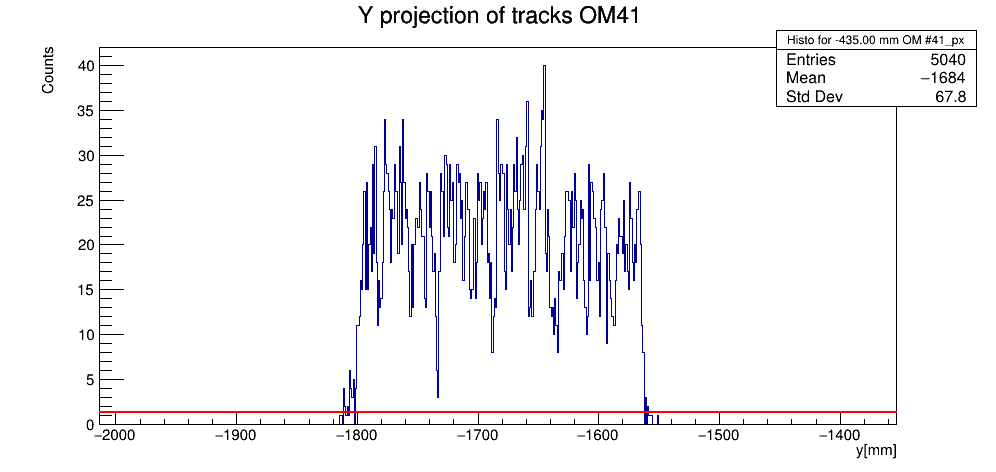 Y projection of tracks OM41
Histo for -435.00 mm OM #41_px
Entries 5040
Mean −1684
Std Dev 67.8
Counts
40
35
30
25
20
15
10
5
0
−2000 −1900 −1800 −1700 −1600 −1500 −1400
y[mm]